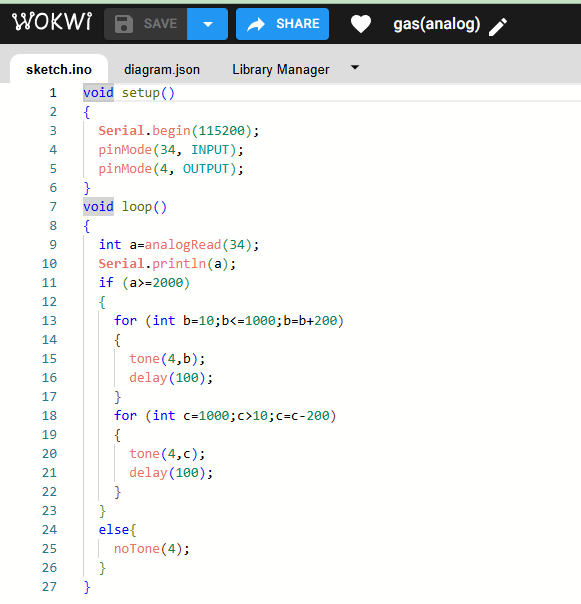 WOKWI SAVE SHARE gas(analog)
sketch.ino diagram.json Library Manager
1 void setup()
2 {
3 Serial.begin(115200);
4 pinMode(34, INPUT);
5 pinMode(4, OUTPUT);
6 }
7 void loop()
8 {
9 int a=analogRead(34);
10 Serial.println(a);
11 if (a>=2000)
12 {
13 for (int b=10;b<=1000;b=b+200)
14 {
15 tone(4,b);
16 delay(100);
17 }
18 for (int c=1000;c>10;c=c-200)
19 {
20 tone(4,c);
21 delay(100);
22 }
23 }
24 else{
25 noTone(4);
26 }
27 }